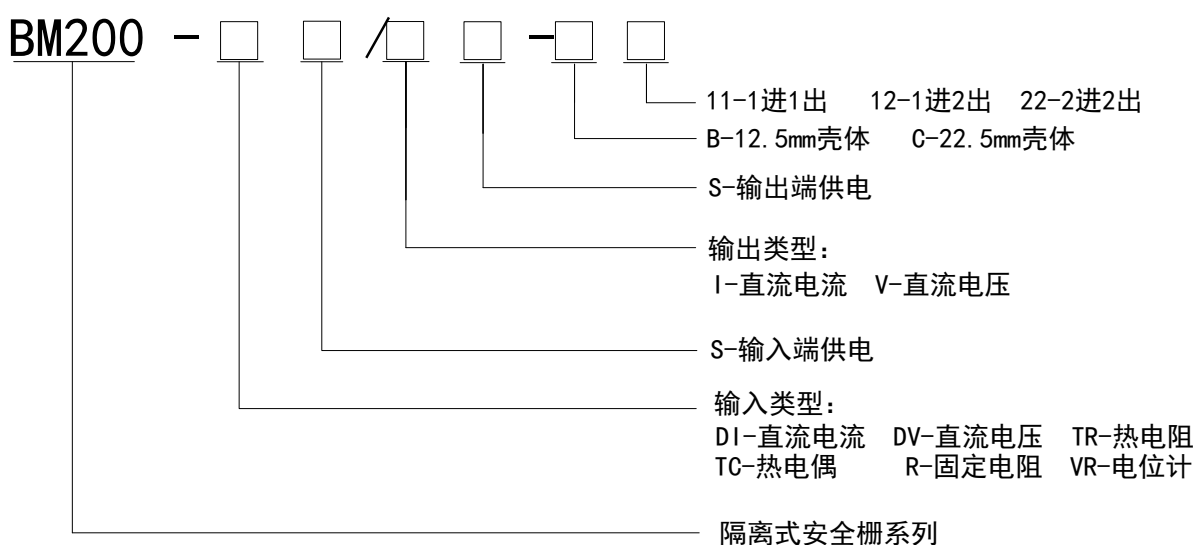 BM200 - □ □ /□ □ -□ □
11-1进1出 12-1进2出 22-2进2出
B-12.5mm壳体 C-22.5mm壳体
S-输出端供电
输出类型：
I-直流电流 V-直流电压
S-输入端供电
输入类型：
DI-直流电流 DV-直流电压 TR-热电阻
TC-热电偶 R-固定电阻 VR-电位计
隔离式安全栅系列